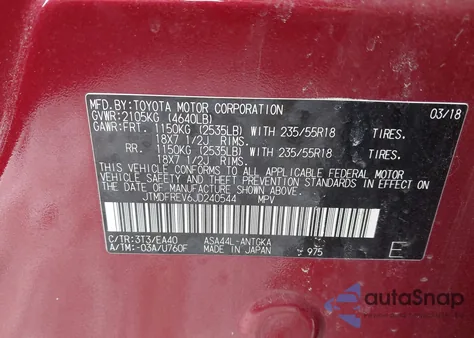 MFD.BY:TOYOTA MOTOR CORPORATION 03/18
GVWR:2105KG (4640LB)
GAWR:FRT. 1150KG (2535LB) WITH 235/55R18 TIRES.
18X7 1/2J RIMS.
RR. 1150KG (2535LB) WITH 235/55R18 TIRES.
18X7 1/2J RIMS.
THIS VEHICLE CONFORMS TO ALL APPLICABLE FEDERAL MOTOR
VEHICLE SAFETY AND THEFT PREVENTION STANDARDS IN EFFECT
ON THE DATE OF MANUFACTURE SHOWN ABOVE.
JTMDFREV6JD240544 MPV
C/TR:3T3/EA40 ASA44L-ANTGKA
A/TM:-03A/U760F MADE IN JAPAN 975
E
autoSnap